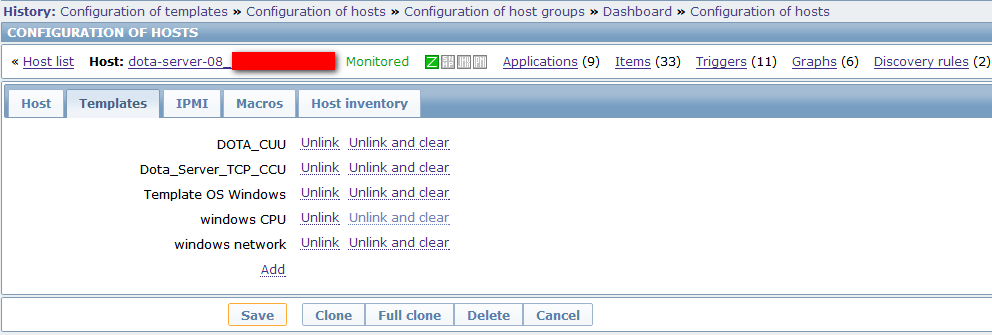 History: Configuration of templates » Configuration of hosts » Configuration of host groups » Dashboard » Configuration of hosts
CONFIGURATION OF HOSTS
« Host list Host: dota-server-08_ Monitored Z Applications (9) Items (33) Triggers (11) Graphs (6) Discovery rules (2)
Host Templates IPMI Macros Host inventory
DOTA_CUU Unlink Unlink and clear
Dota_Server_TCP_CCU Unlink Unlink and clear
Template OS Windows Unlink Unlink and clear
windows CPU Unlink Unlink and clear
windows network Unlink Unlink and clear
Add
Save Clone Full clone Delete Cancel